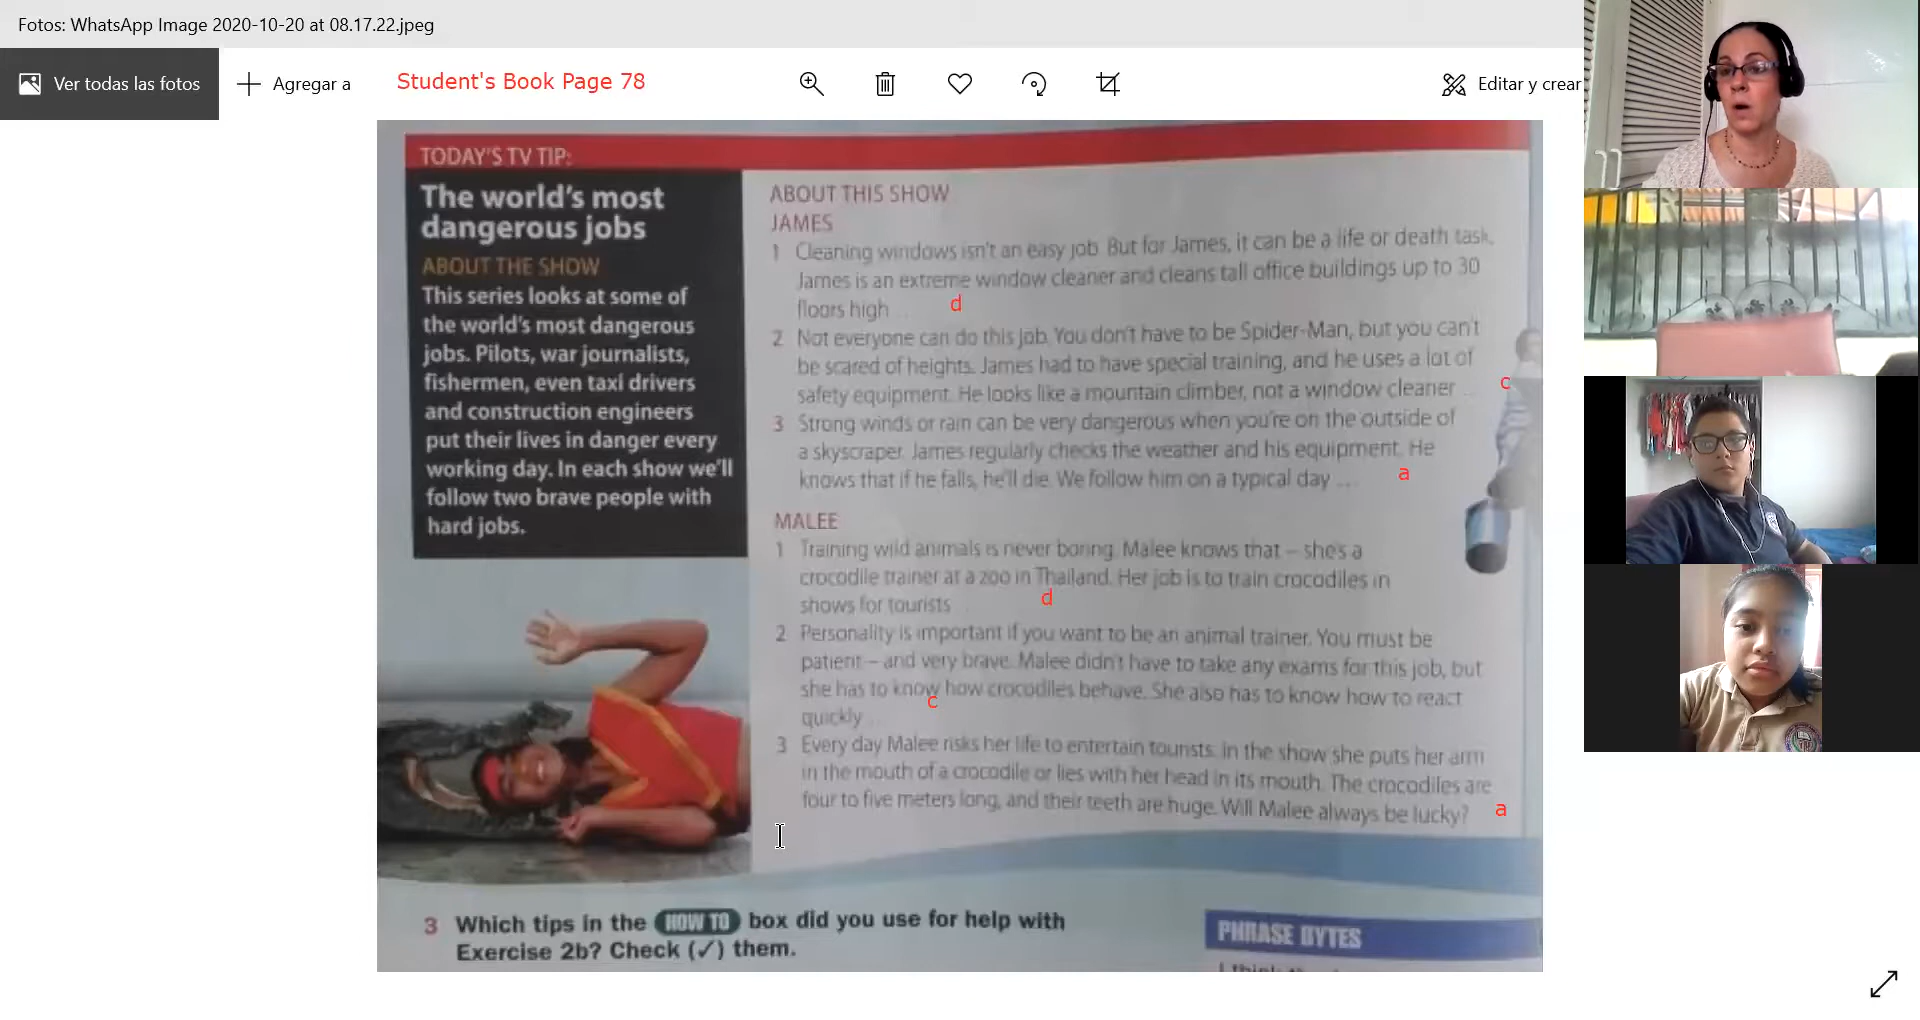 Fotos: WhatsApp Image 2020-10-20 at 08.17.22.jpeg
Ver todas las fotos
Agregar a
Student's Book Page 78
Editar y crear
TODAY'S TV TIP:
The world's most
dangerous jobs
ABOUT THE SHOW
This series looks at some of
the world's most dangerous
jobs. Pilots, war journalists,
fishermen, even taxi drivers
and construction engineers
put their lives in danger every
working day. In each show we'll
follow two brave people with
hard jobs.
ABOUT THIS SHOW
JAMES
1 Cleaning windows isn't an easy job. But for James, it can be a life or death task.
James is an extreme window cleaner and cleans tall office buildings up to 30
floors high ...
d
2 Not everyone can do this job. You don't have to be Spider-Man, but you can't
be scared of heights. James had to have special training, and he uses a lot of
safety equipment. He looks like a mountain climber, not a window cleaner ...
c
3 Strong winds or rain can be very dangerous when you're on the outside of
a skyscraper. James regularly checks the weather and his equipment. He
knows that if he falls, he'll die. We follow him on a typical day ...
a
MALEE
1 Training wild animals is never boring. Malee knows that – she's a
crocodile trainer at a zoo in Thailand. Her job is to train crocodiles in
shows for tourists
d
2 Personality is important if you want to be an animal trainer. You must be
patient – and very brave. Malee didn't have to take any exams for this job, but
she has to know how crocodiles behave. She also has to know how to react
c
quickly
3 Every day Malee risks her life to entertain tourists. In the show she puts her arm
in the mouth of a crocodile or lies with her head in its mouth. The crocodiles are
four to five meters long, and their teeth are huge. Will Malee always be lucky?
a
3 Which tips in the HOW TO box did you use for help with
Exercise 2b? Check (✓) them.
PHRASE BYTES
I think